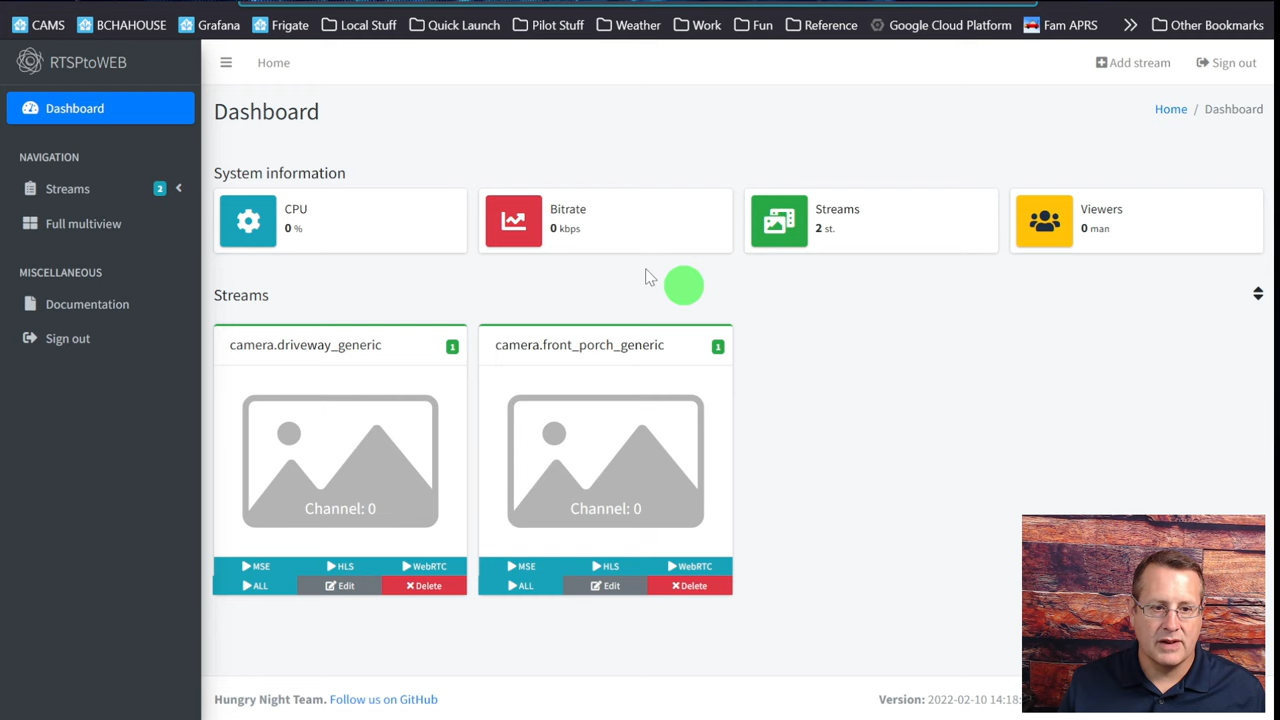 CAMS BCHAHOUSE Grafana Frigate Local Stuff Quick Launch Pilot Stuff Weather Work Fun Reference Google Cloud Platform Fam APRS Other Bookmarks
RTSPtoWEB
Home
Add stream Sign out
Dashboard
Dashboard
Home / Dashboard
NAVIGATION
Streams 2
Full multiview
MISCELLANEOUS
Documentation
Sign out
System information
CPU
0 %
Bitrate
0 kbps
Streams
2 st.
Viewers
0 man
Streams
camera.driveway_generic 1
Channel: 0
MSE HLS WebRTC
ALL Edit Delete
camera.front_porch_generic 1
Channel: 0
MSE HLS WebRTC
ALL Edit Delete
Hungry Night Team. Follow us on GitHub
Version: 2022-02-10 14:18: